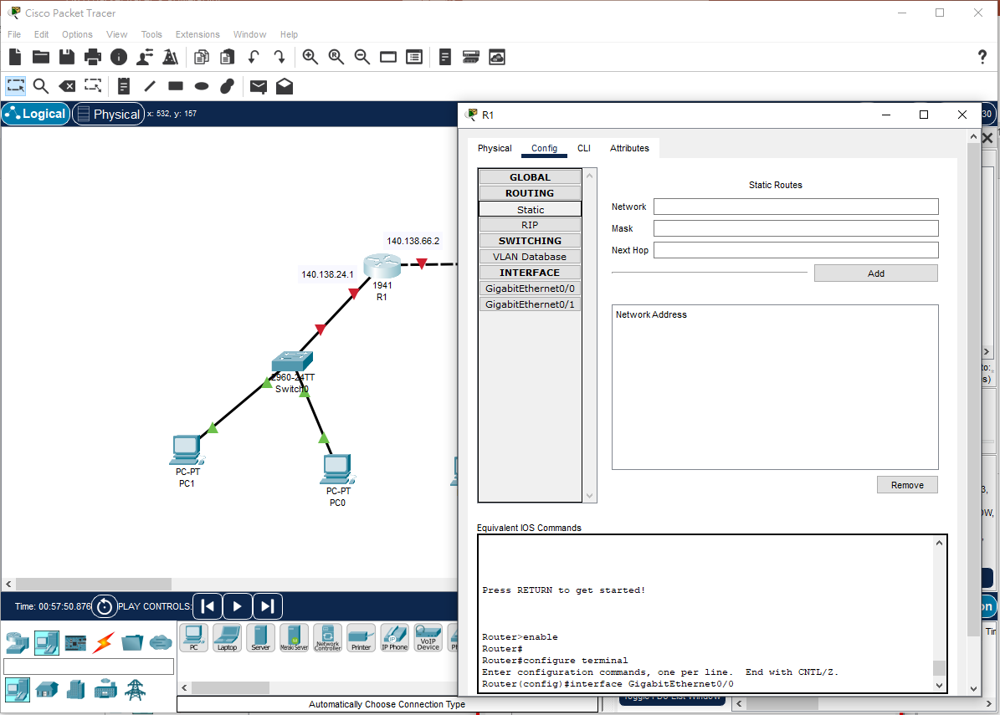 Cisco Packet Tracer
File Edit Options View Tools Extensions Window Help
Logical Physical x: 532, y: 157
30
R1
Physical Config CLI Attributes
GLOBAL
ROUTING
Static
RIP
SWITCHING
VLAN Database
INTERFACE
GigabitEthernet0/0
GigabitEthernet0/1
Static Routes
Network
Mask
Next Hop
Add
Network Address
Remove
Equivalent IOS Commands
Press RETURN to get started!
Router>enable
Router#
Router#configure terminal
Enter configuration commands, one per line.  End with CNTL/Z.
Router(config)#interface GigabitEthernet0/0
140.138.66.2
140.138.24.1
1941
R1
2960-24TT
Switch0
PC-PT
PC1
PC-PT
PC0
Time: 00:57:50.876 PLAY CONTROLS:
PC
Laptop
Server
Meraki Server
Network Controller
Printer
IP Phone
VoIP Device
Automatically Choose Connection Type
Toggle PDU List Window